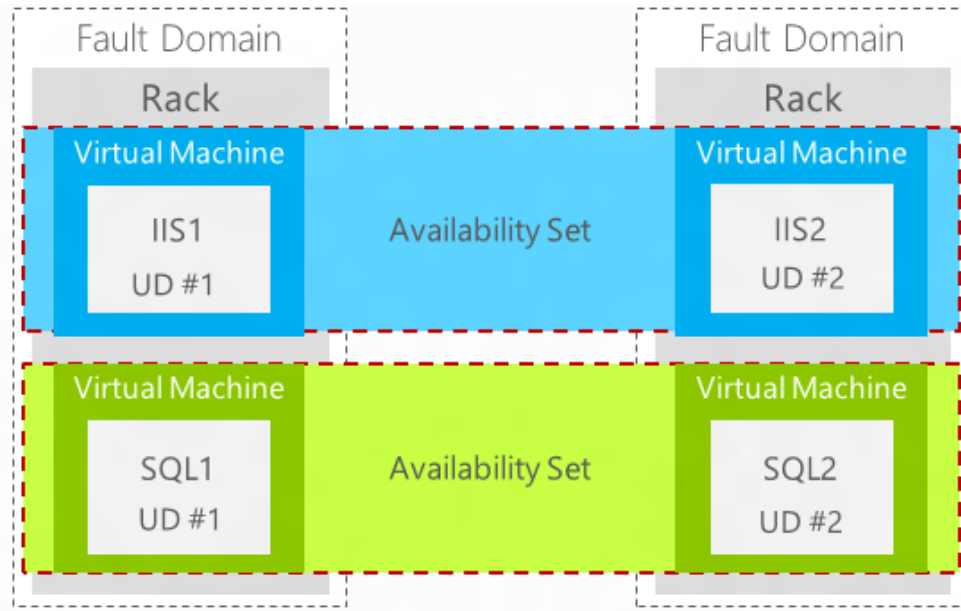 Fault Domain
Fault Domain
Rack
Rack
Virtual Machine
Virtual Machine
IIS1
UD #1
Availability Set
IIS2
UD #2
Virtual Machine
Virtual Machine
SQL1
UD #1
Availability Set
SQL2
UD #2